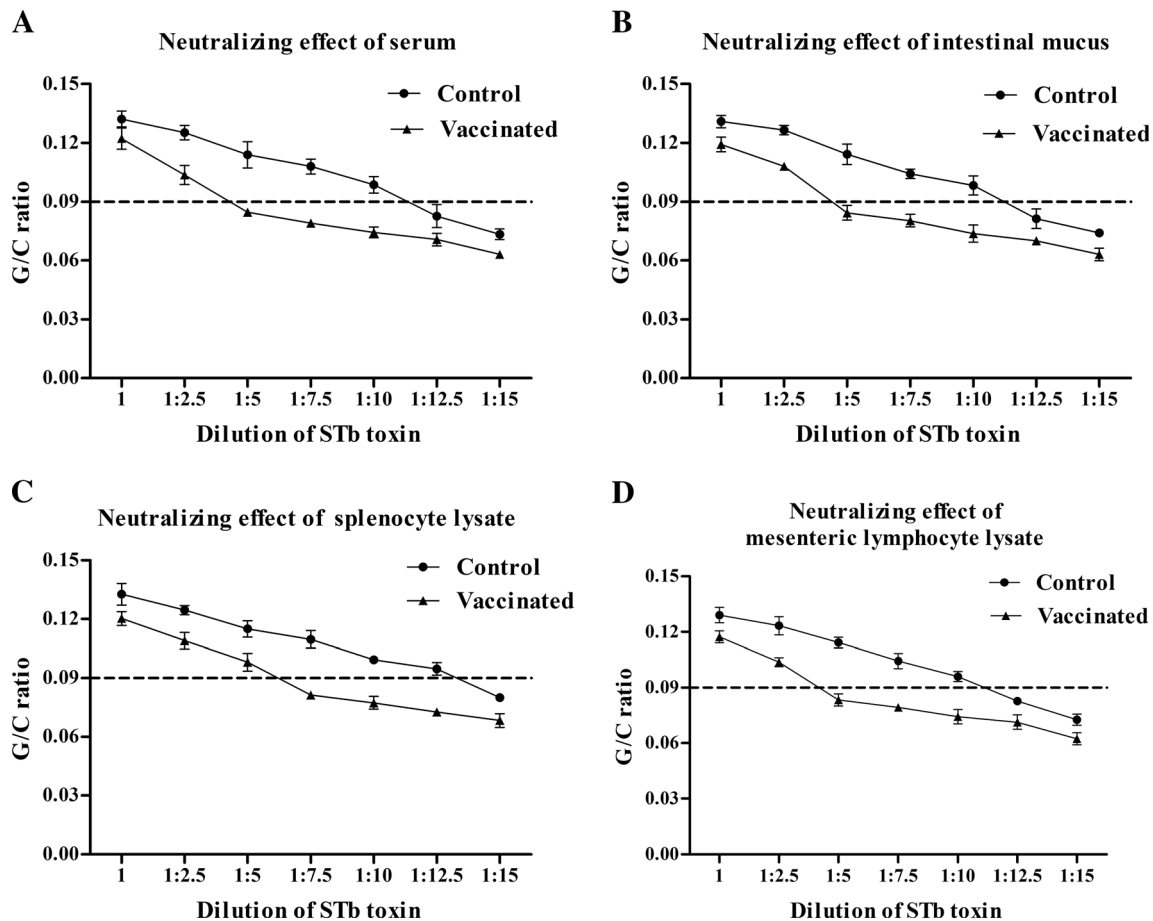 A
Neutralizing effect of serum
0.15
0.12
0.09
0.06
0.03
0.00
G/C ratio
Control
Vaccinated
1 1:2.5 1:5 1:7.5 1:10 1:12.5 1:15
Dilution of STb toxin
B
Neutralizing effect of intestinal mucus
0.15
0.12
0.09
0.06
0.03
0.00
G/C ratio
Control
Vaccinated
1 1:2.5 1:5 1:7.5 1:10 1:12.5 1:15
Dilution of STb toxin
C
Neutralizing effect of splenocyte lysate
0.15
0.12
0.09
0.06
0.03
0.00
G/C ratio
Control
Vaccinated
1 1:2.5 1:5 1:7.5 1:10 1:12.5 1:15
Dilution of STb toxin
D
Neutralizing effect of
mesenteric lymphocyte lysate
0.15
0.12
0.09
0.06
0.03
0.00
G/C ratio
Control
Vaccinated
1 1:2.5 1:5 1:7.5 1:10 1:12.5 1:15
Dilution of STb toxin